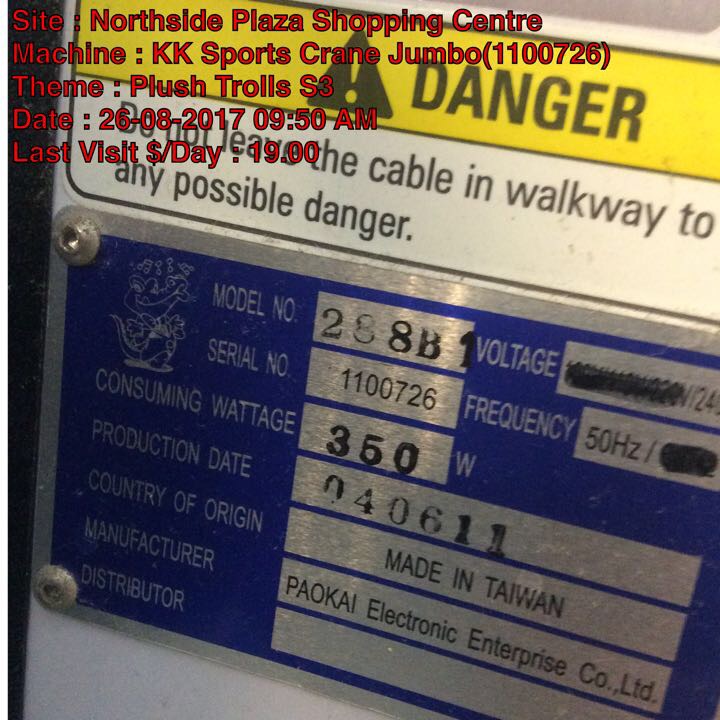 Site : Northside Plaza Shopping Centre
Machine : KK Sports Crane Jumbo(1100726)
Theme : Plush Trolls S3
Date : 26-08-2017 09:50 AM
Last Visit $/Day : 19.00
DANGER
Do not leave the cable in walkway to
any possible danger.
MODEL NO. 288B1 VOLTAGE
SERIAL NO. 1100726 FREQUENCY 50Hz/
CONSUMING WATTAGE 350 W
PRODUCTION DATE 040611
COUNTRY OF ORIGIN MADE IN TAIWAN
MANUFACTURER PAOKAI Electronic Enterprise Co.,Ltd.
DISTRIBUTOR